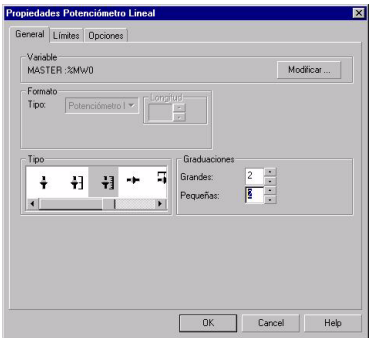 Propiedades Potenciómetro Lineal
General Límites Opciones
Variable
MASTER :%MW0 Modificar ...
Formato
Tipo: Potenciómetro l Longitud
Tipo
Graduaciones
Grandes: 2
Pequeñas: 2
OK Cancel Help